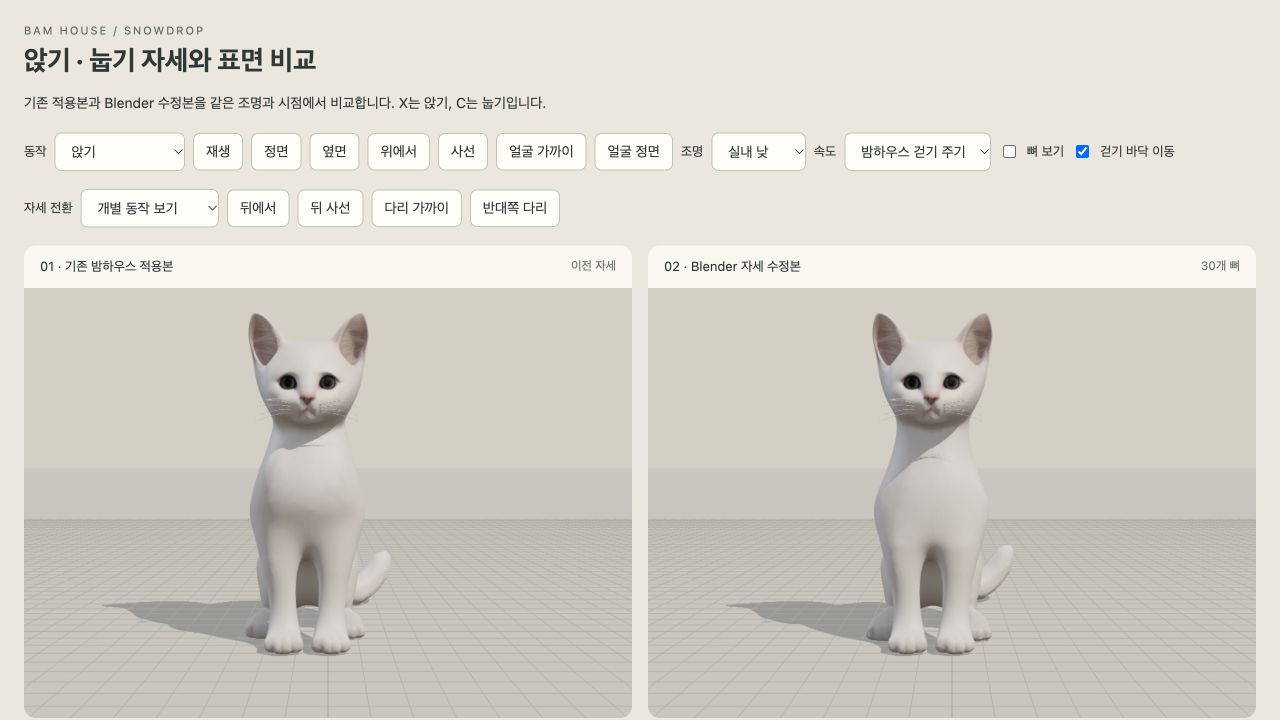 BAM HOUSE / SNOWDROP
앉기 · 눕기 자세와 표면 비교
기존 적용본과 Blender 수정본을 같은 조명과 시점에서 비교합니다. X는 앉기, C는 눕기입니다.
동작 앉기 재생 정면 옆면 위에서 사선 얼굴 가까이 얼굴 정면 조명 실내 낮 속도 밤하우스 걷기 주기 뼈 보기 걷기 바닥 이동
자세 전환 개별 동작 보기 뒤에서 뒤 사선 다리 가까이 반대쪽 다리
01 · 기존 밤하우스 적용본 이전 자세
02 · Blender 자세 수정본 30개 뼈